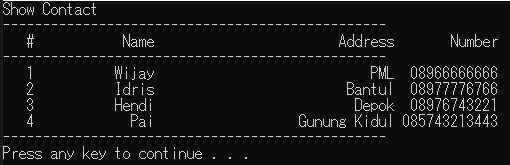 Show Contact
--------------------------------------------------
# Name Address Number
--------------------------------------------------
1 Wijay PML 08966666666
2 Idris Bantul 08977776766
3 Hendi Depok 08976743221
4 Pai Gunung Kidul 085743213443
--------------------------------------------------
Press any key to continue . . .